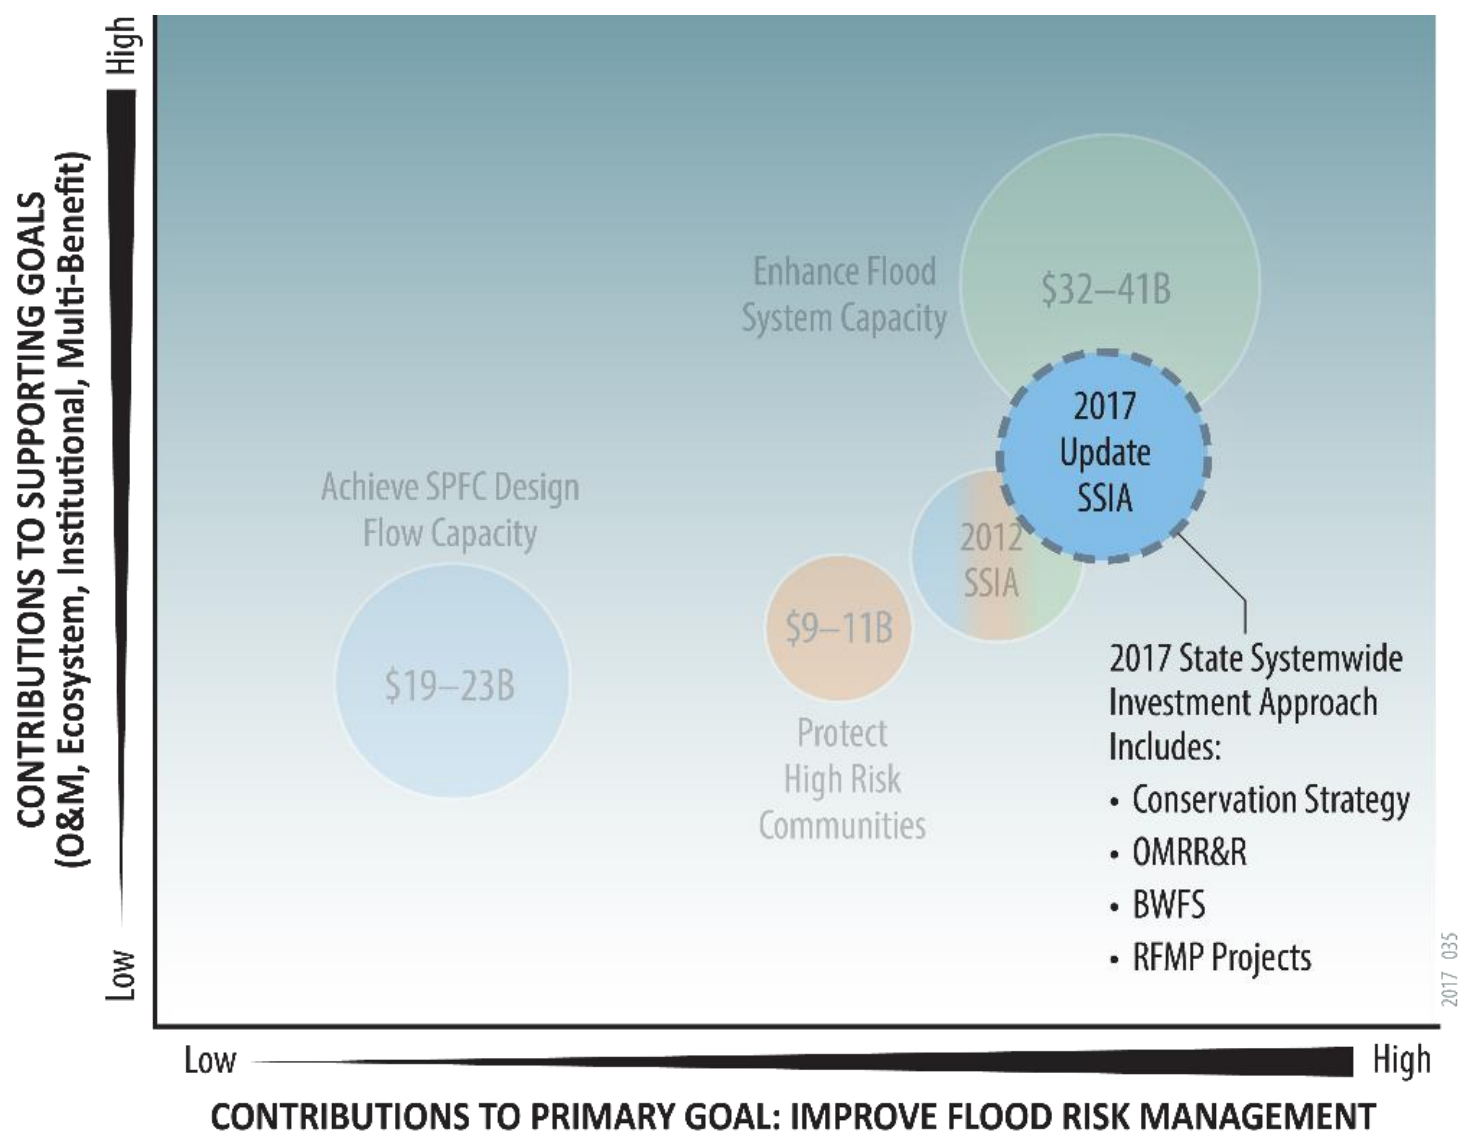 High
CONTRIBUTIONS TO SUPPORTING GOALS
(O&M, Ecosystem, Institutional, Multi-Benefit)
Low
Enhance Flood
System Capacity
$32–41B
2017
Update
SSIA
Achieve SPFC Design
Flow Capacity
$19–23B
2012
SSIA
$9–11B
Protect
High Risk
Communities
2017 State Systemwide
Investment Approach
Includes:
• Conservation Strategy
• OMRR&R
• BWFS
• RFMP Projects
2017 035
Low
High
CONTRIBUTIONS TO PRIMARY GOAL: IMPROVE FLOOD RISK MANAGEMENT